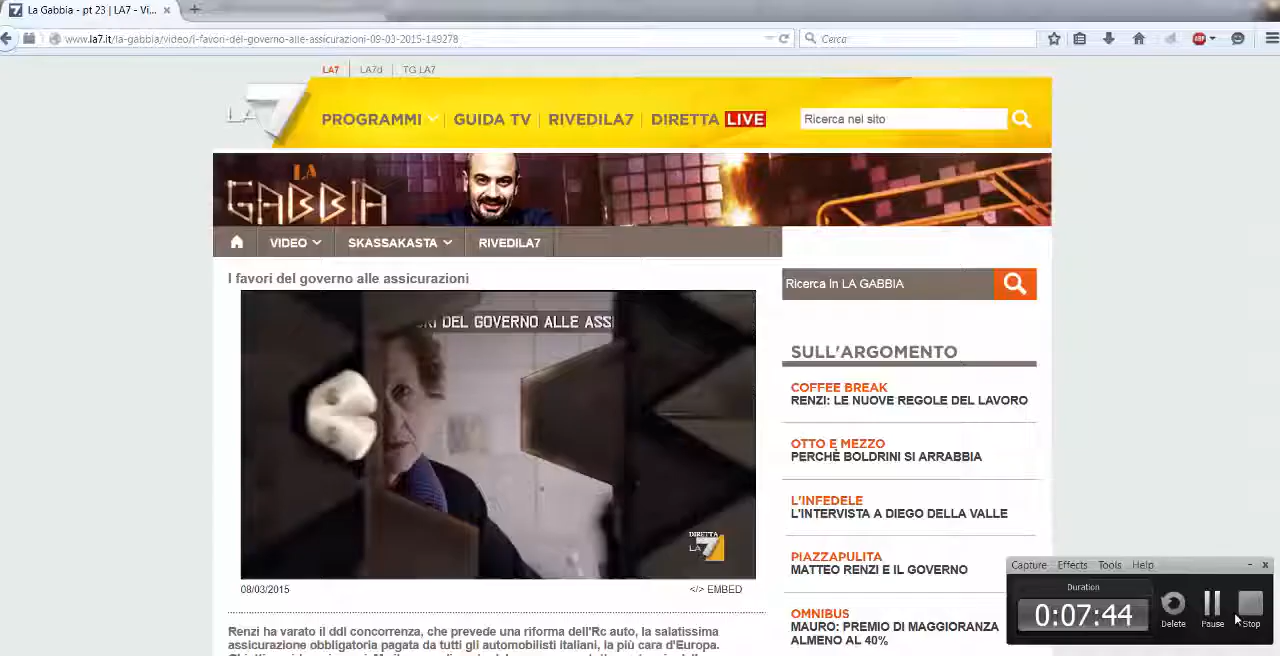 La Gabbia - pt 23 | LA7 - Vi... ×
www.la7.it/la-gabbia/video/i-favori-del-governo-alle-assicurazioni-09-03-2015-149278
Cerca
ABP
LA7 LA7d TG LA7
LA7
PROGRAMMI GUIDA TV RIVEDILA7 DIRETTA LIVE
Ricerca nel sito
LA
GABBIA
VIDEO SKASSAKASTA RIVEDILA7
I favori del governo alle assicurazioni
DEL GOVERNO ALLE ASSI
DIRETTA
LA7
08/03/2015 </> EMBED
Renzi ha varato il ddl concorrenza, che prevede una riforma dell'Rc auto, la salatissima
assicurazione obbligatoria pagata da tutti gli automobilisti italiani, la più cara d'Europa.
Ricerca In LA GABBIA
SULL'ARGOMENTO
COFFEE BREAK
RENZI: LE NUOVE REGOLE DEL LAVORO
OTTO E MEZZO
PERCHÈ BOLDRINI SI ARRABBIA
L'INFEDELE
L'INTERVISTA A DIEGO DELLA VALLE
PIAZZAPULITA
MATTEO RENZI E IL GOVERNO
OMNIBUS
MAURO: PREMIO DI MAGGIORANZA
ALMENO AL 40%
Capture Effects Tools Help
Duration
0:07:44
Delete Pause Stop